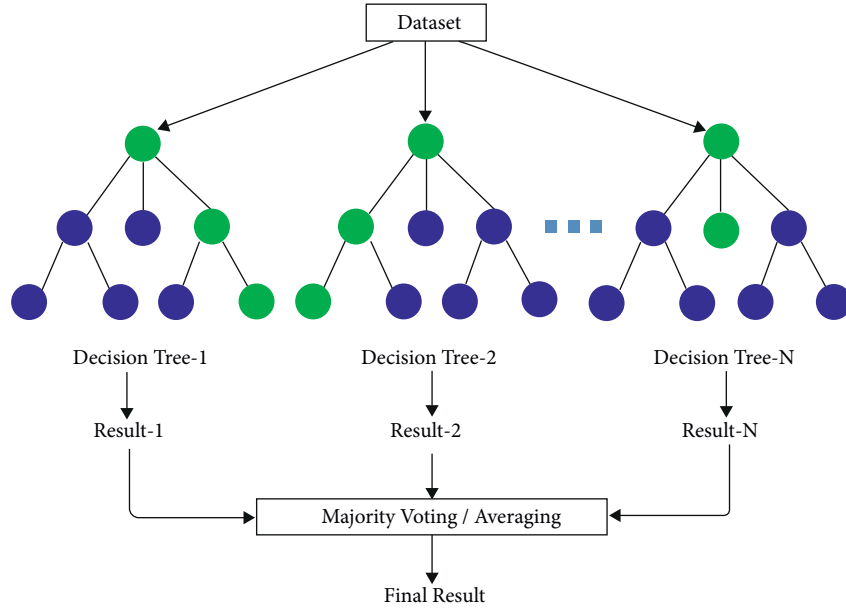 Dataset
Decision Tree-1
Decision Tree-2
Decision Tree-N
Result-1
Result-2
Result-N
Majority Voting / Averaging
Final Result